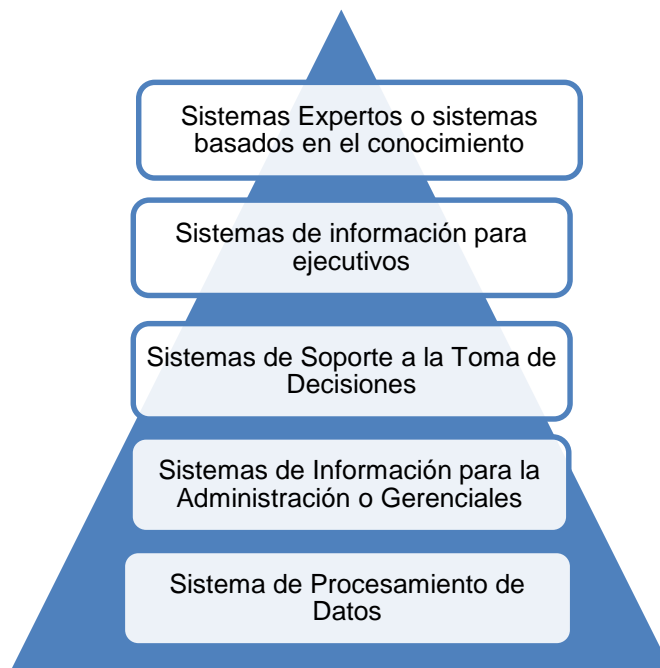 Sistemas Expertos o sistemas
basados en el conocimiento
Sistemas de información para
ejecutivos
Sistemas de Soporte a la Toma de
Decisiones
Sistemas de Información para la
Administración o Gerenciales
Sistema de Procesamiento de
Datos